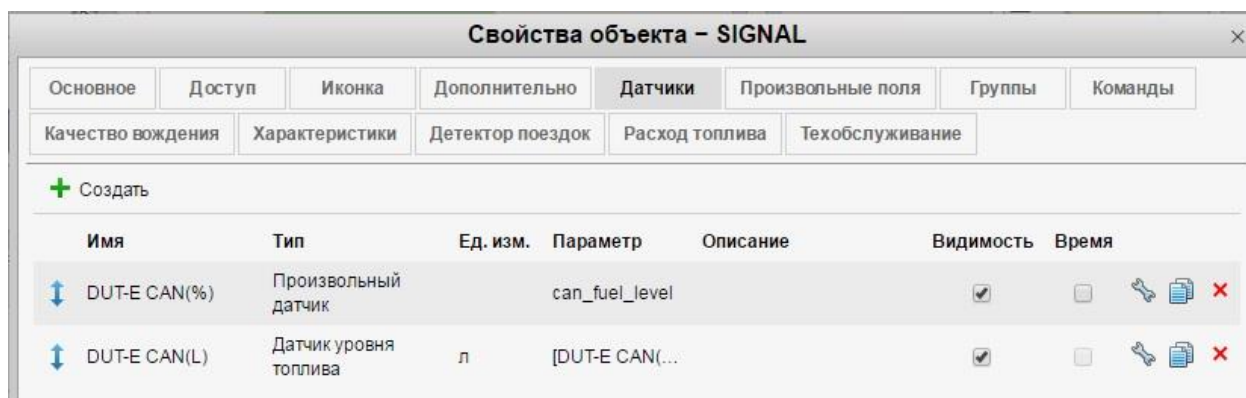 Свойства объекта – SIGNAL
Основное Доступ Иконка Дополнительно Датчики Произвольные поля Группы Команды
Качество вождения Характеристики Детектор поездок Расход топлива Техобслуживание
Создать
Имя Тип Ед. изм. Параметр Описание Видимость Время
DUT-E CAN(%) Произвольный датчик can_fuel_level
DUT-E CAN(L) Датчик уровня топлива л [DUT-E CAN(...